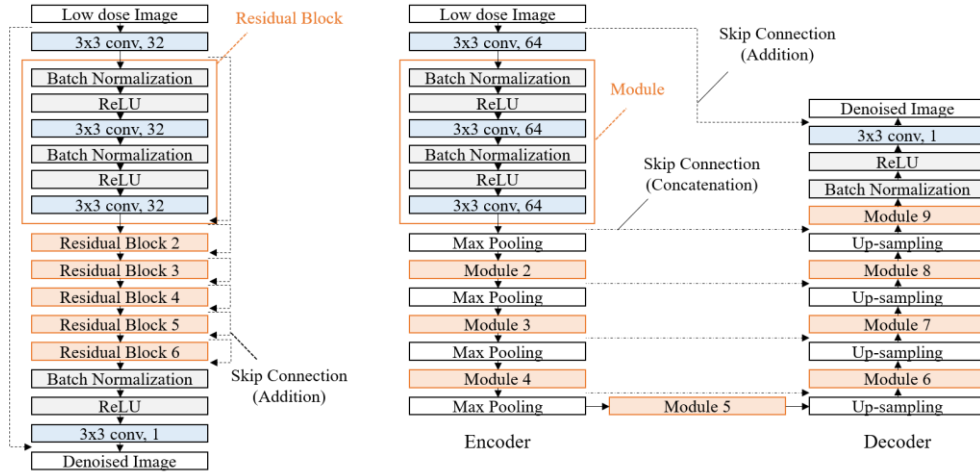 Low dose Image
3x3 conv, 32
Residual Block
Batch Normalization
ReLU
3x3 conv, 32
Batch Normalization
ReLU
3x3 conv, 32
Residual Block 2
Residual Block 3
Residual Block 4
Residual Block 5
Residual Block 6
Batch Normalization
ReLU
3x3 conv, 1
Denoised Image
Skip Connection
(Addition)
Low dose Image
3x3 conv, 64
Batch Normalization
ReLU
3x3 conv, 64
Batch Normalization
ReLU
3x3 conv, 64
Module
Max Pooling
Module 2
Max Pooling
Module 3
Max Pooling
Module 4
Max Pooling
Encoder
Module 5
Skip Connection
(Addition)
Skip Connection
(Concatenation)
Denoised Image
3x3 conv, 1
ReLU
Batch Normalization
Module 9
Up-sampling
Module 8
Up-sampling
Module 7
Up-sampling
Module 6
Up-sampling
Decoder